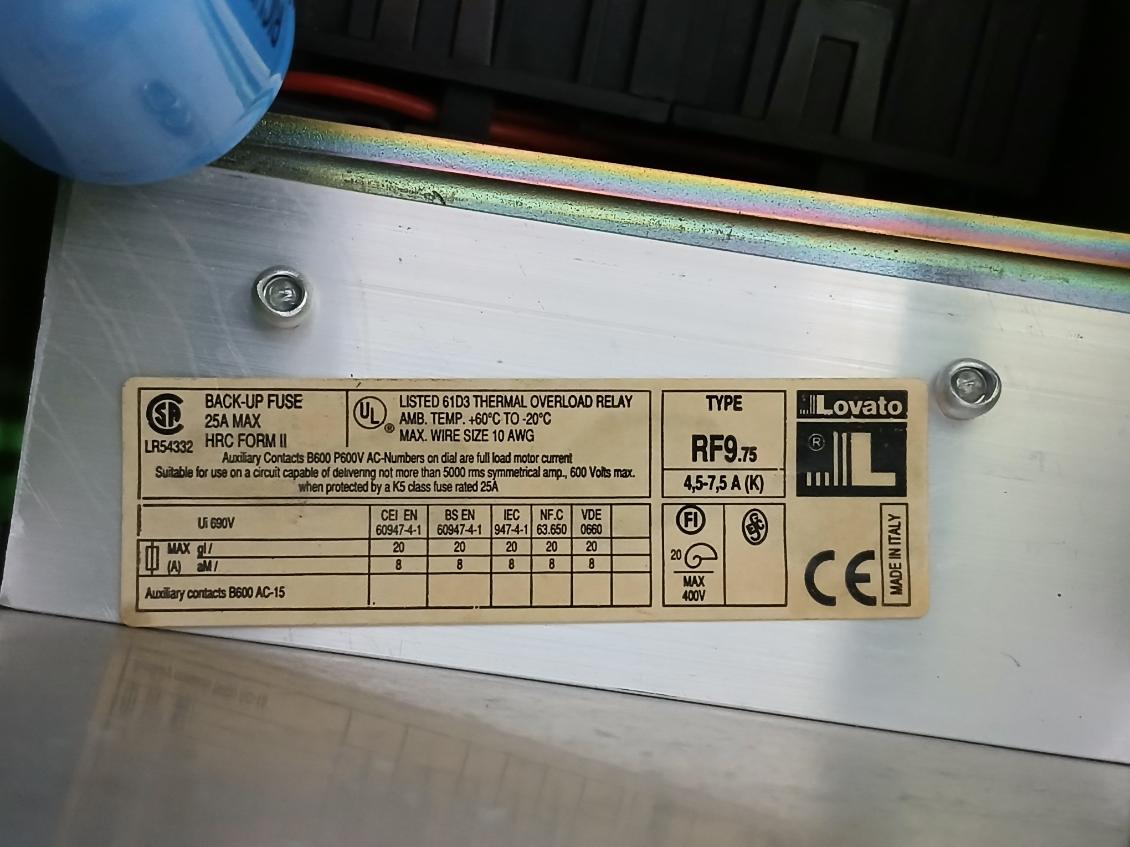 BACK-UP FUSE
25A MAX
HRC FORM II
LR54332
UL ®
LISTED 61D3 THERMAL OVERLOAD RELAY
AMB. TEMP. +60°C TO -20°C
MAX. WIRE SIZE 10 AWG
Auxiliary Contacts B600 P600V AC-Numbers on dial are full load motor current
Suitable for use on a circuit capable of delivering not more than 5000 rms symmetrical amp., 600 Volts max.
when protected by a K5 class fuse rated 25A
TYPE
RF9.75
4,5-7,5 A (K)
Lovato
® L
Ui 690V CEI EN 60947-4-1 BS EN 60947-4-1 IEC 947-4-1 NF.C 63.650 VDE 0660
MAX gI / 20 20 20 20 20
(A) aM / 8 8 8 8 8
Auxiliary contacts B600 AC-15
FI
20
MAX
400V
CE
MADE IN ITALY